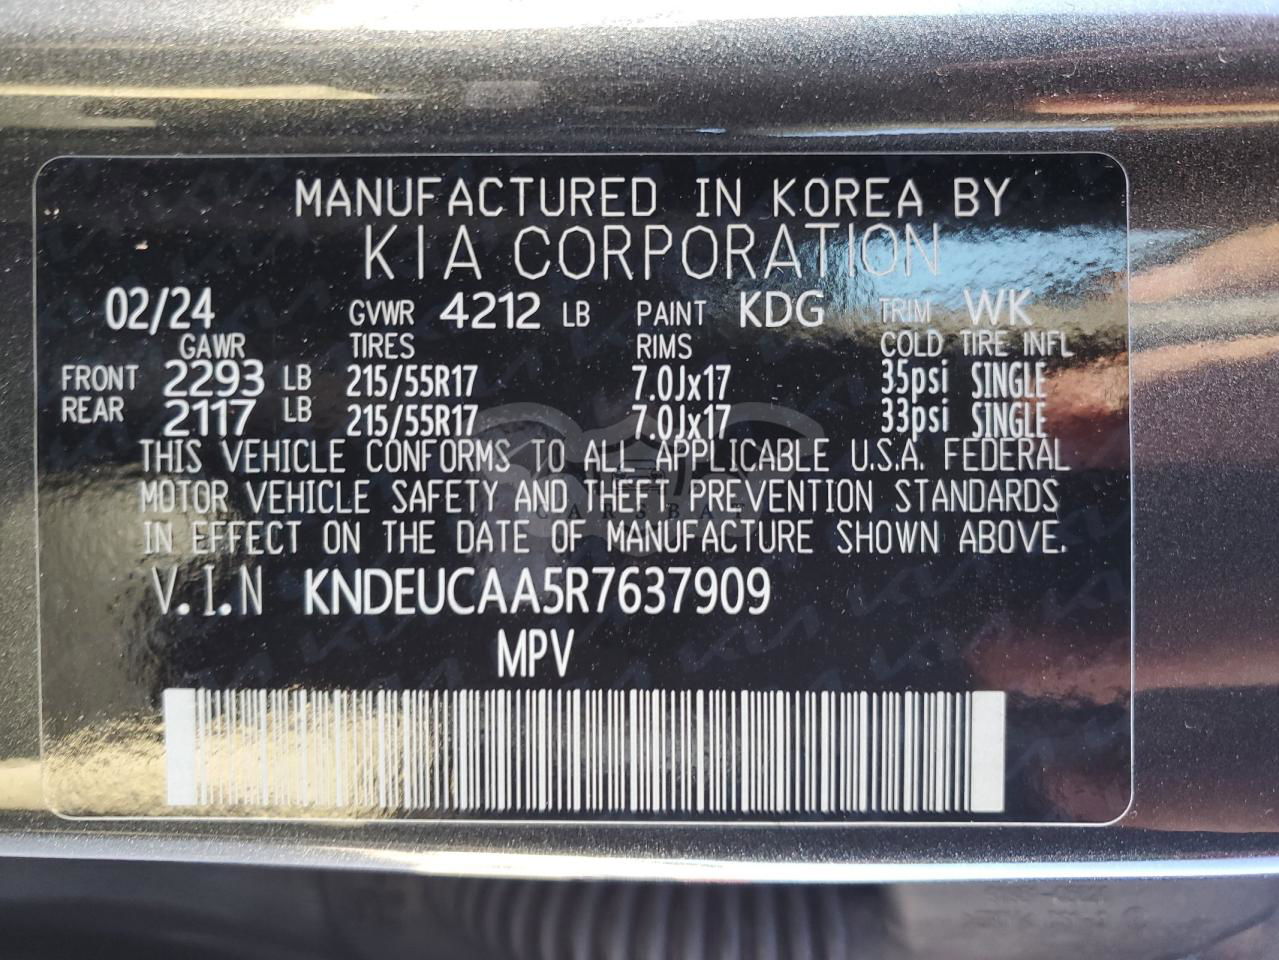 MANUFACTURED IN KOREA BY
KIA CORPORATION
02/24 GVWR 4212 LB PAINT KDG TRIM WK
GAWR TIRES RIMS COLD TIRE INFL
FRONT 2293 LB 215/55R17 7.0Jx17 35psi SINGLE
REAR 2117 LB 215/55R17 7.0Jx17 33psi SINGLE
THIS VEHICLE CONFORMS TO ALL APPLICABLE U.S.A. FEDERAL
MOTOR VEHICLE SAFETY AND THEFT PREVENTION STANDARDS
IN EFFECT ON THE DATE OF MANUFACTURE SHOWN ABOVE.
V.I.N KNDEUCAA5R7637909
MPV